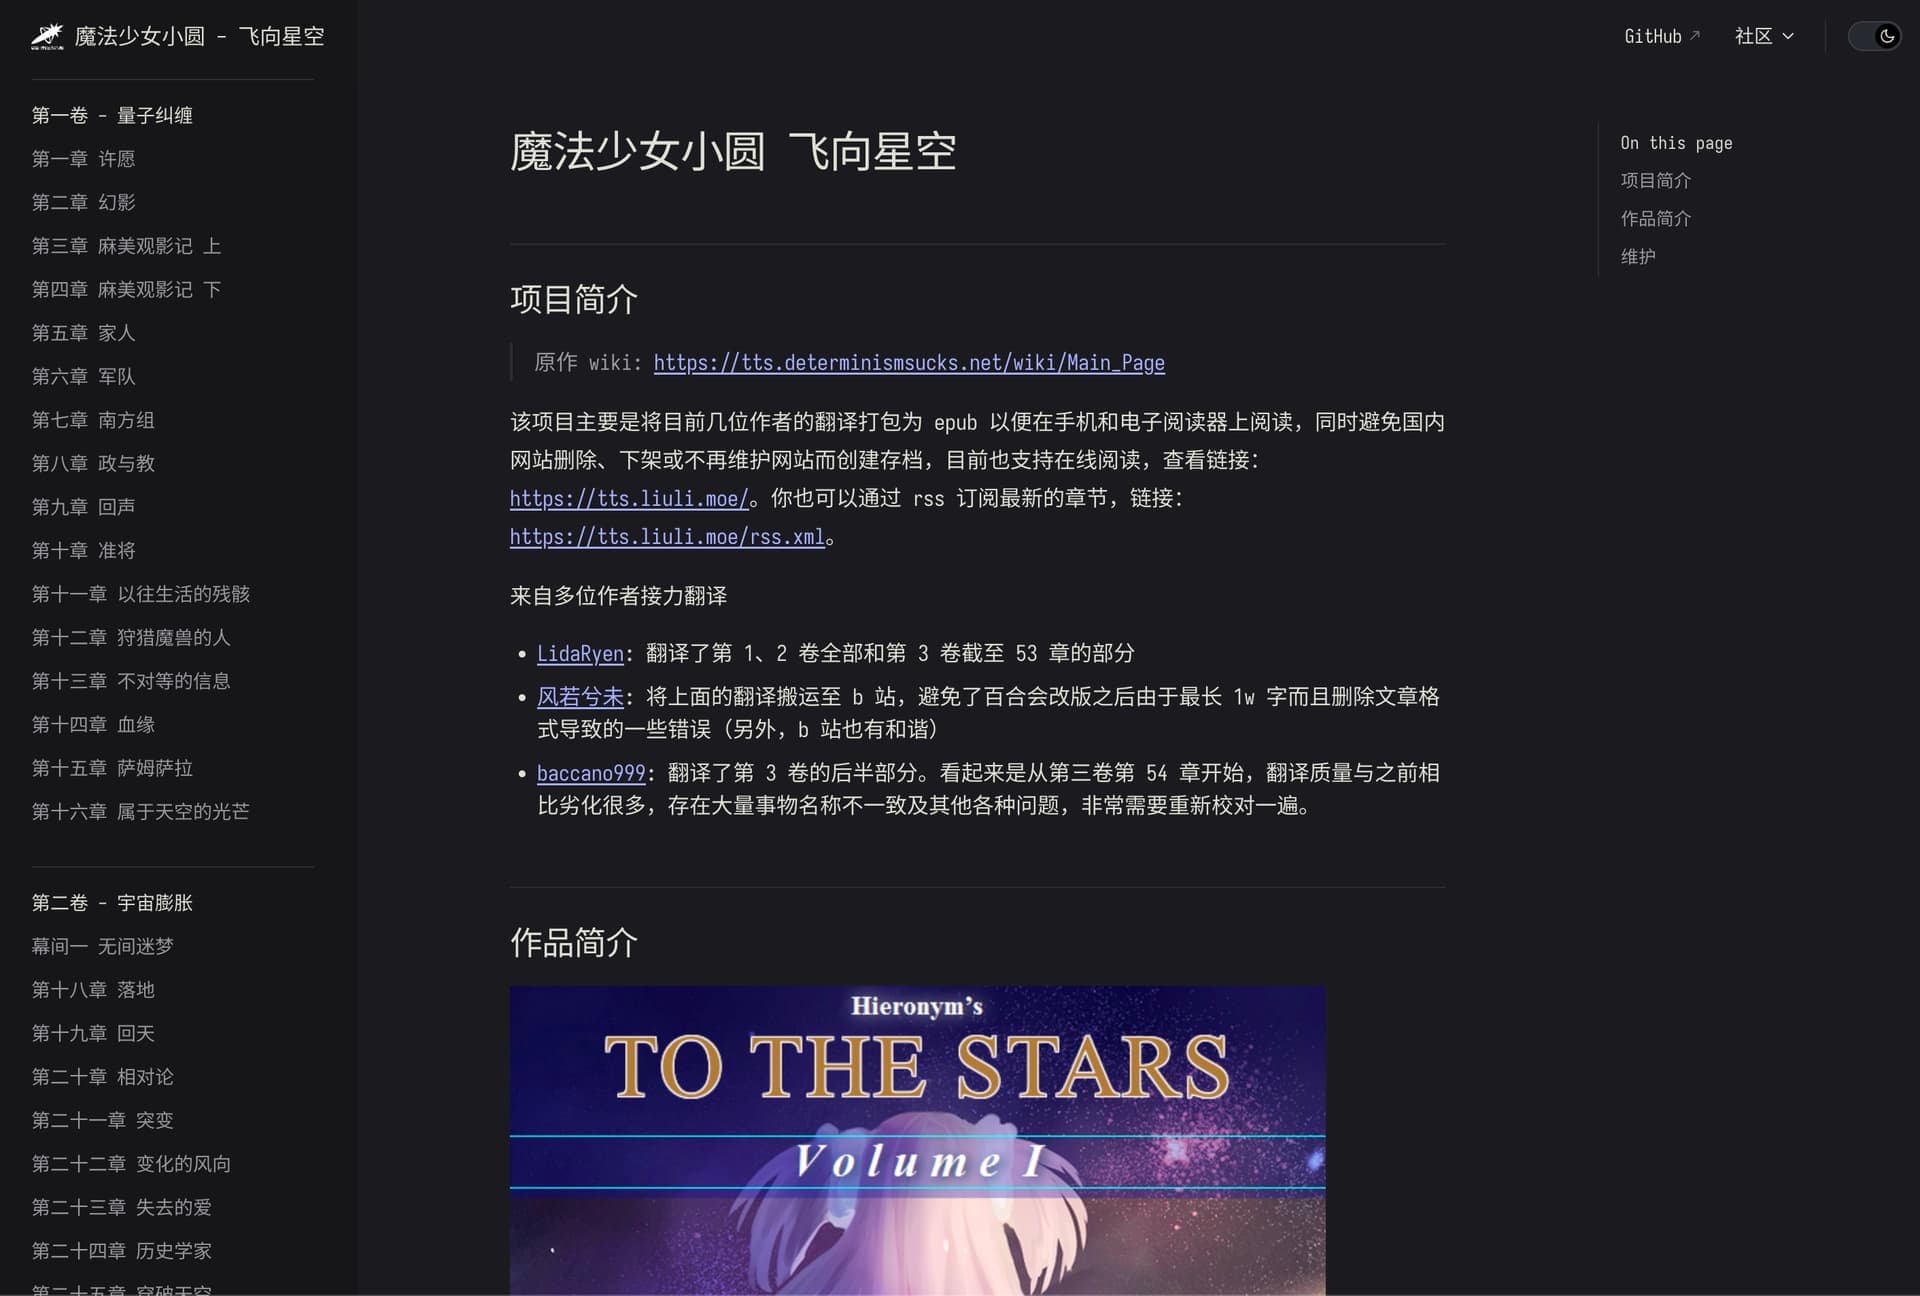 魔法少女小圆 - 飞向星空
GitHub
社区
第一卷 - 量子纠缠
第一章 许愿
第二章 幻影
第三章 麻美观影记 上
第四章 麻美观影记 下
第五章 家人
第六章 军队
第七章 南方组
第八章 政与教
第九章 回声
第十章 准将
第十一章 以往生活的残骸
第十二章 狩猎魔兽的人
第十三章 不对等的信息
第十四章 血缘
第十五章 萨姆萨拉
第十六章 属于天空的光芒
第二卷 - 宇宙膨胀
幕间一 无间迷梦
第十八章 落地
第十九章 回天
第二十章 相对论
第二十一章 突变
第二十二章 变化的风向
第二十三章 失去的爱
第二十四章 历史学家
第二十五章 穿破天空
魔法少女小圆 飞向星空
项目简介
原作 wiki: https://tts.determinismsucks.net/wiki/Main_Page
该项目主要是将目前几位作者的翻译打包为 epub 以便在手机和电子阅读器上阅读，同时避免国内
网站删除、下架或不再维护网站而创建存档，目前也支持在线阅读，查看链接：
https://tts.liuli.moe/。你也可以通过 rss 订阅最新的章节，链接：
https://tts.liuli.moe/rss.xml。
来自多位作者接力翻译
• LidaRyen: 翻译了第 1、2 卷全部和第 3 卷截至 53 章的部分
• 风若兮未: 将上面的翻译搬运至 b 站，避免了百合会改版之后由于最长 1w 字而且删除文章格
式导致的一些错误（另外，b 站也有和谐）
• baccano999: 翻译了第 3 卷的后半部分。看起来是从第三卷第 54 章开始，翻译质量与之前相
比劣化很多，存在大量事物名称不一致及其他各种问题，非常需要重新校对一遍。
作品简介
Hieronym's
TO THE STARS
Volume I
On this page
项目简介
作品简介
维护